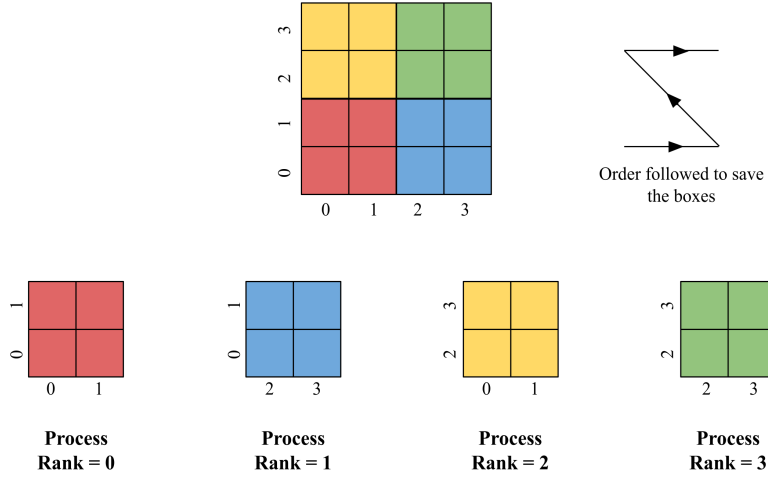 3
2
1
0
0 1 2 3
Order followed to save
the boxes
1
0
0 1
1
0
2 3
3
2
0 1
3
2
2 3
Process
Rank = 0
Process
Rank = 1
Process
Rank = 2
Process
Rank = 3